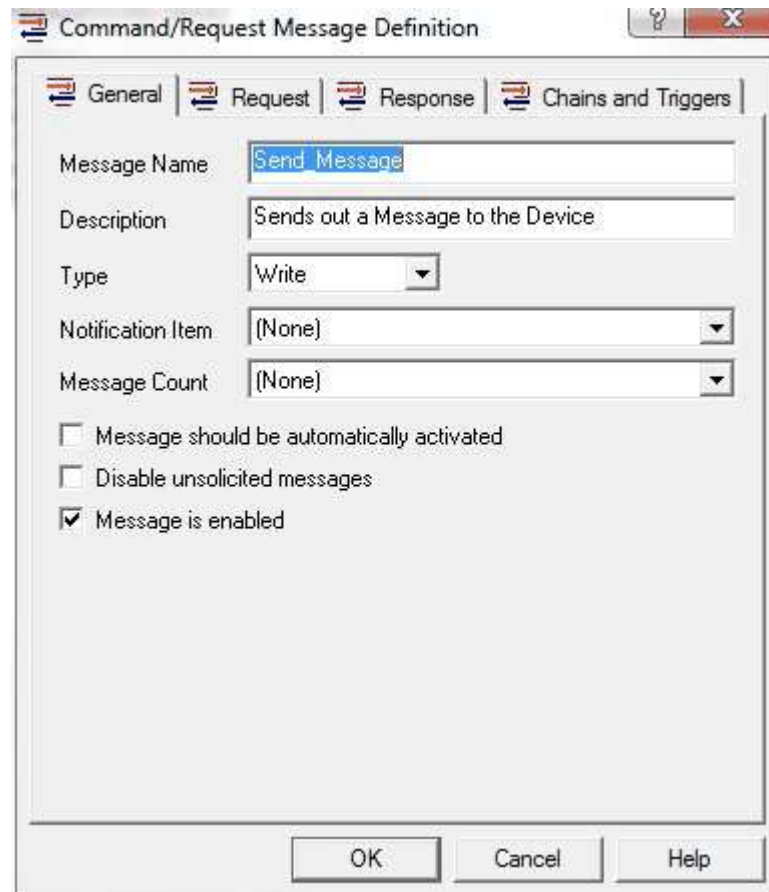 Command/Request Message Definition
General Request Response Chains and Triggers
Message Name Send_Message
Description Sends out a Message to the Device
Type Write
Notification Item (None)
Message Count (None)
Message should be automatically activated
Disable unsolicited messages
Message is enabled
OK Cancel Help